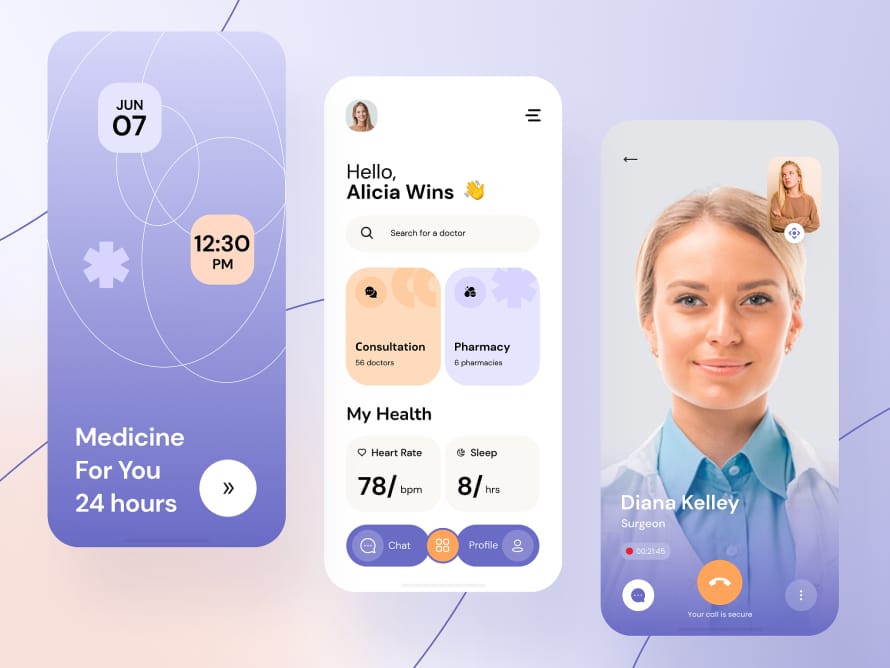 JUN
07
12:30
PM
Medicine
For You
24 hours
Hello,
Alicia Wins 👋
Search for a doctor
Consultation
56 doctors
Pharmacy
6 pharmacies
My Health
Heart Rate
78/ bpm
Sleep
8/ hrs
Chat
Profile
Diana Kelley
Surgeon
00:21:45
Your call is secure